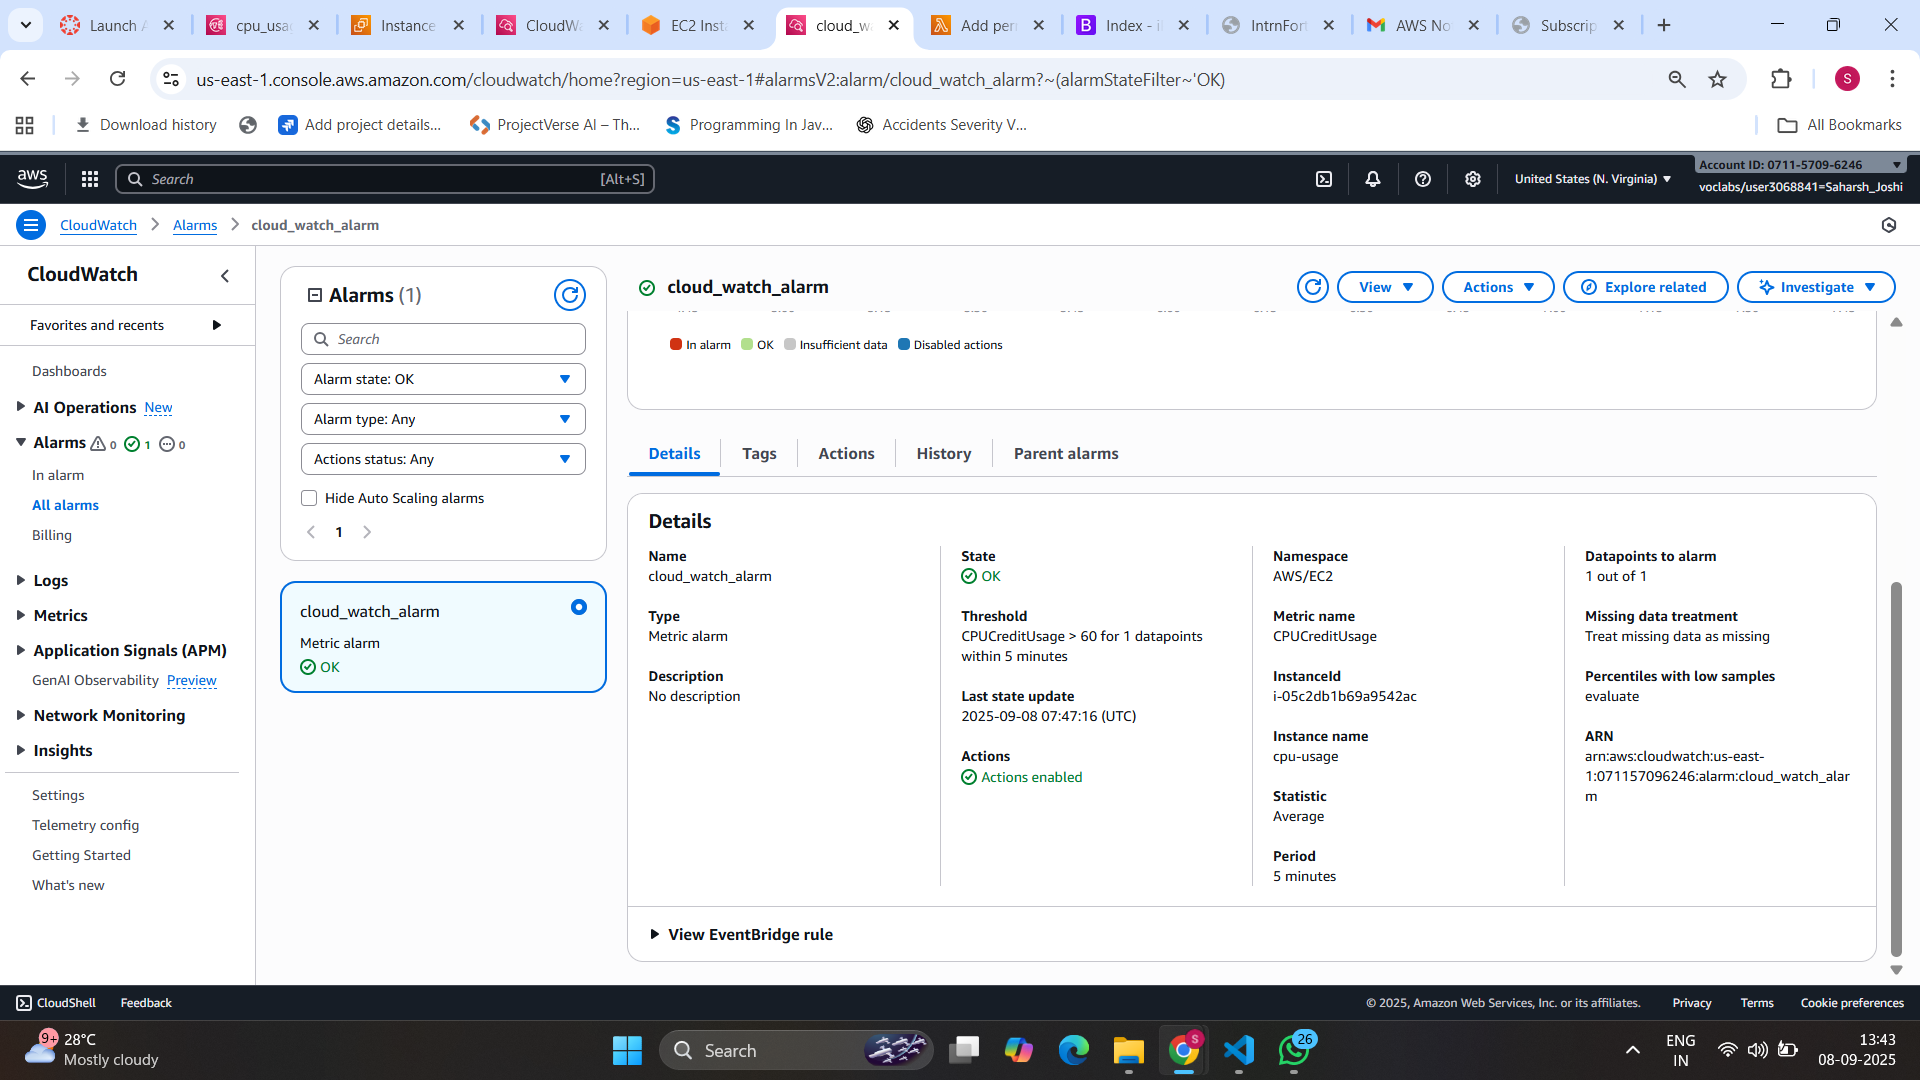 Launch A
cpu_usa
Instance
CloudWa
EC2 Inst
cloud_w
Add per
Index - i
IntrnFort
AWS No
Subscrip
us-east-1.console.aws.amazon.com/cloudwatch/home?region=us-east-1#alarmsV2:alarm/cloud_watch_alarm?~(alarmStateFilter~'OK)
S
Download history
Add project details...
ProjectVerse AI – Th...
Programming In Jav...
Accidents Severity V...
All Bookmarks
aws
Search
[Alt+S]
United States (N. Virginia)
Account ID: 0711-5709-6246
voclabs/user3068841=Saharsh_Joshi
CloudWatch
Alarms
cloud_watch_alarm
CloudWatch
Favorites and recents
Dashboards
AI Operations New
Alarms 0 1 0
In alarm
All alarms
Billing
Logs
Metrics
Application Signals (APM)
GenAI Observability Preview
Network Monitoring
Insights
Settings
Telemetry config
Getting Started
What's new
Alarms (1)
Search
Alarm state: OK
Alarm type: Any
Actions status: Any
Hide Auto Scaling alarms
1
cloud_watch_alarm
Metric alarm
OK
cloud_watch_alarm
View
Actions
Explore related
Investigate
In alarm
OK
Insufficient data
Disabled actions
Details
Tags
Actions
History
Parent alarms
Details
Name
cloud_watch_alarm
Type
Metric alarm
Description
No description
State
OK
Threshold
CPUCreditUsage > 60 for 1 datapoints
within 5 minutes
Last state update
2025-09-08 07:47:16 (UTC)
Actions
Actions enabled
Namespace
AWS/EC2
Metric name
CPUCreditUsage
InstanceId
i-05c2db1b69a9542ac
Instance name
cpu-usage
Statistic
Average
Period
5 minutes
Datapoints to alarm
1 out of 1
Missing data treatment
Treat missing data as missing
Percentiles with low samples
evaluate
ARN
arn:aws:cloudwatch:us-east-
1:071157096246:alarm:cloud_watch_alar
m
View EventBridge rule
CloudShell
Feedback
© 2025, Amazon Web Services, Inc. or its affiliates.
Privacy
Terms
Cookie preferences
9+
28°C
Mostly cloudy
Search
S
26
ENG
IN
13:43
08-09-2025